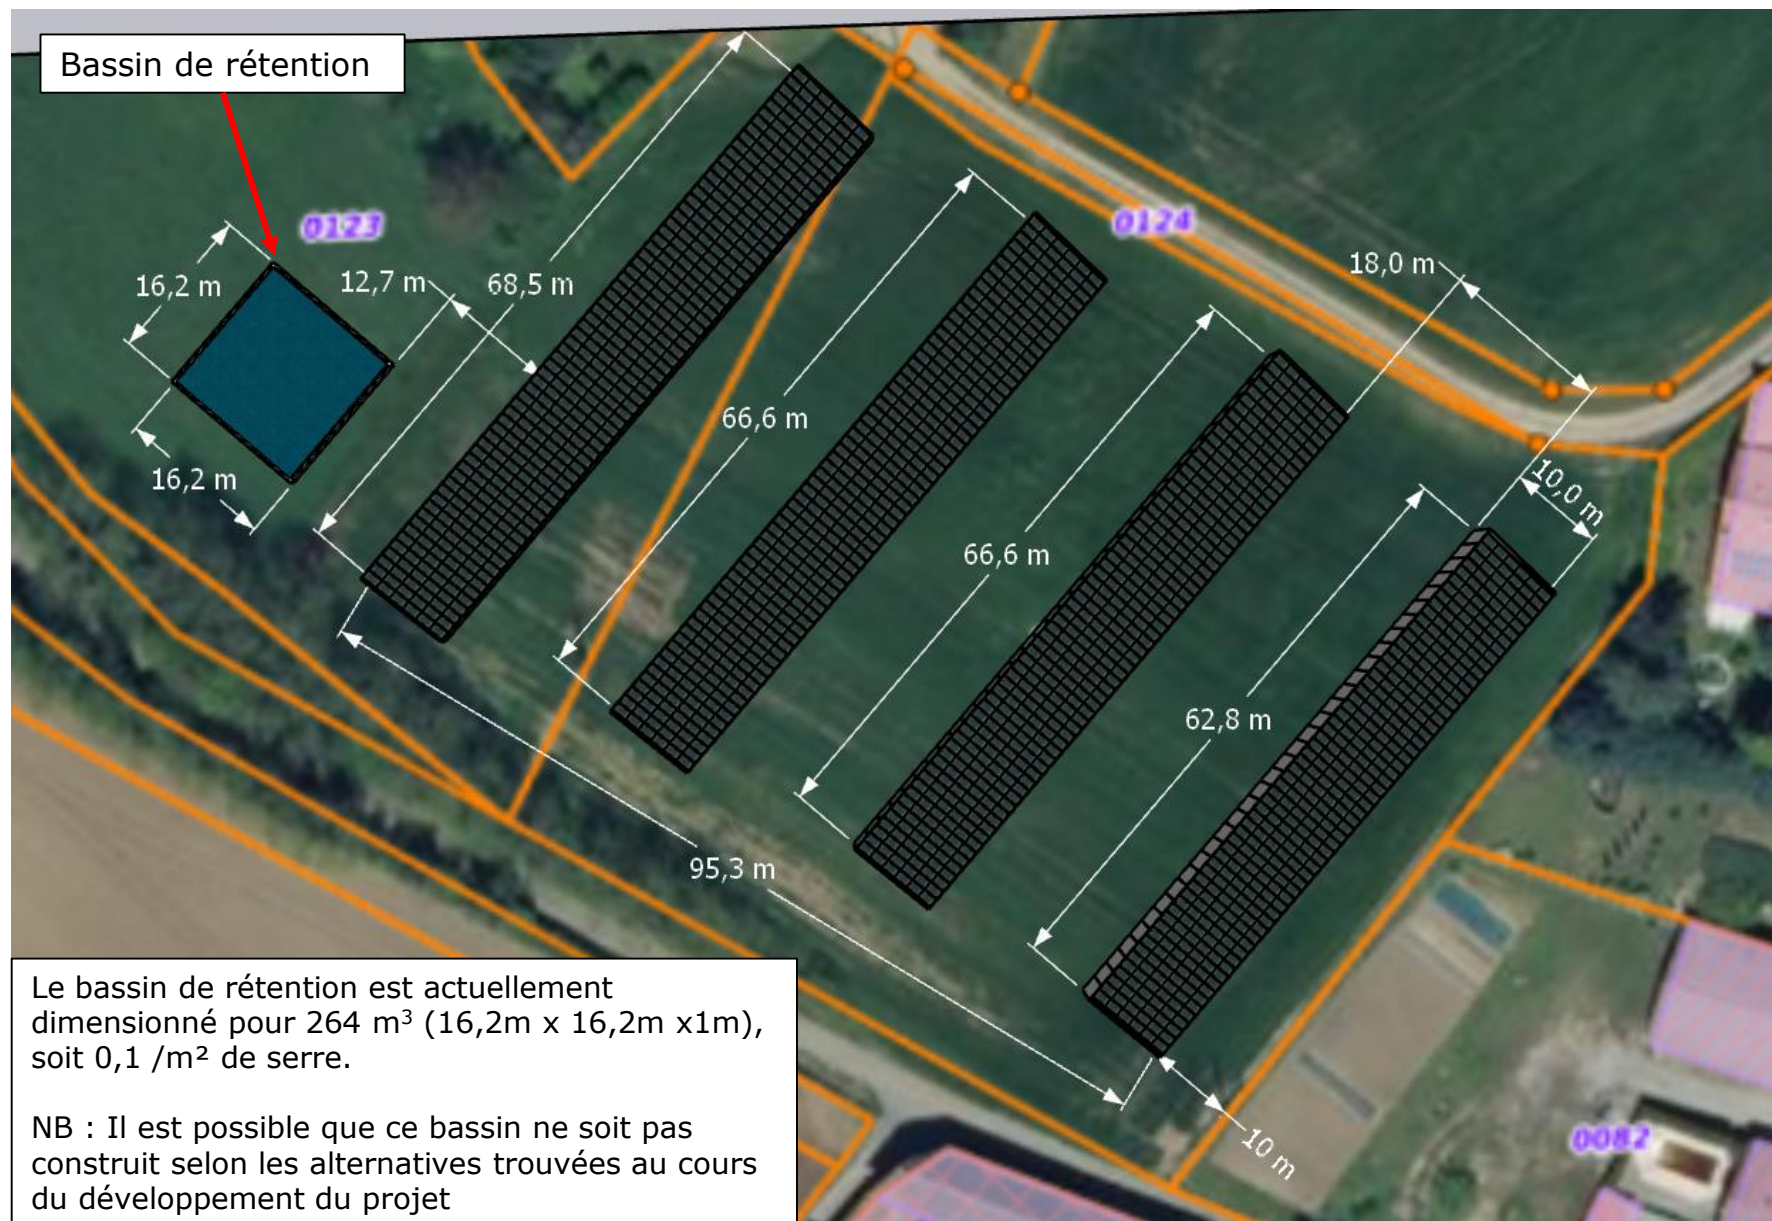 Bassin de rétention
0123
0124
16,2 m
12,7 m
68,5 m
18,0 m
16,2 m
66,6 m
10,0 m
66,6 m
62,8 m
95,3 m
10 m
0082
Le bassin de rétention est actuellement
dimensionné pour 264 m³ (16,2m x 16,2m x1m),
soit 0,1 /m² de serre.
NB : Il est possible que ce bassin ne soit pas
construit selon les alternatives trouvées au cours
du développement du projet